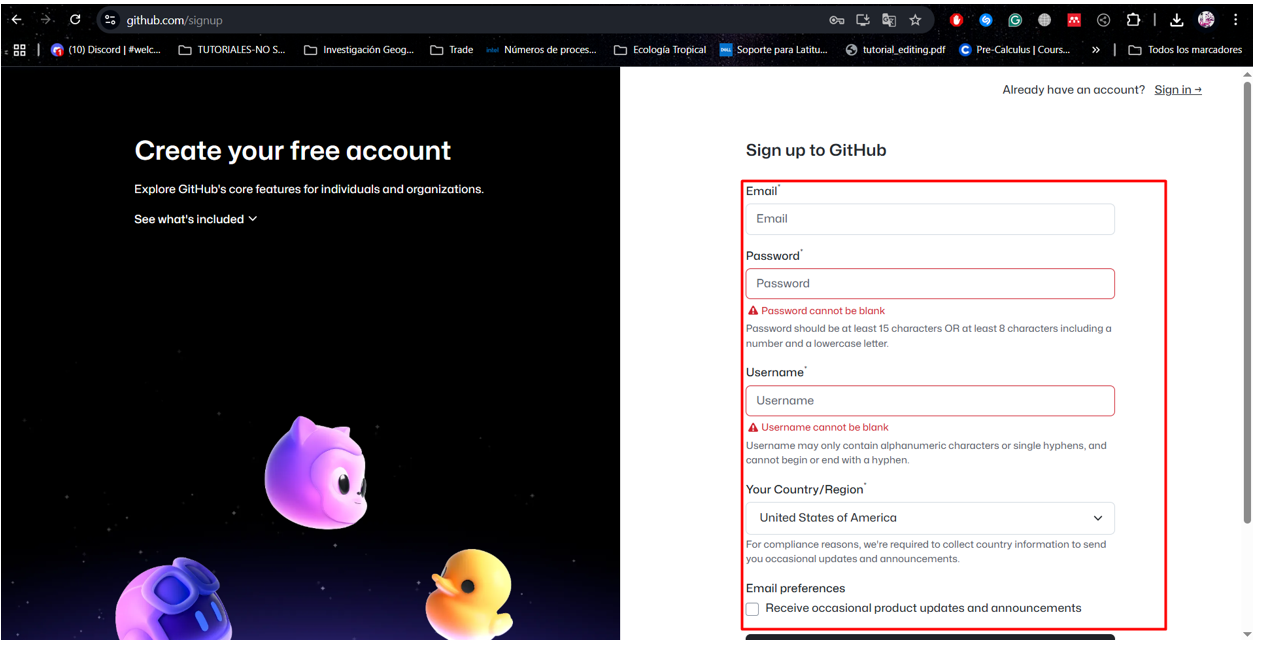 github.com/signup
(10) Discord | #welc...
TUTORIALES-NO S...
Investigación Geog...
Trade
intel
Números de proces...
Ecología Tropical
DELL
Soporte para Latitu...
tutorial_editing.pdf
Pre-Calculus | Cours...
»
Todos los marcadores
Already have an account? Sign in →
Create your free account
Explore GitHub's core features for individuals and organizations.
See what's included
Sign up to GitHub
Email*
Email
Password*
Password
Password cannot be blank
Password should be at least 15 characters OR at least 8 characters including a
number and a lowercase letter.
Username*
Username
Username cannot be blank
Username may only contain alphanumeric characters or single hyphens, and
cannot begin or end with a hyphen.
Your Country/Region*
United States of America
For compliance reasons, we're required to collect country information to send
you occasional updates and announcements.
Email preferences
Receive occasional product updates and announcements